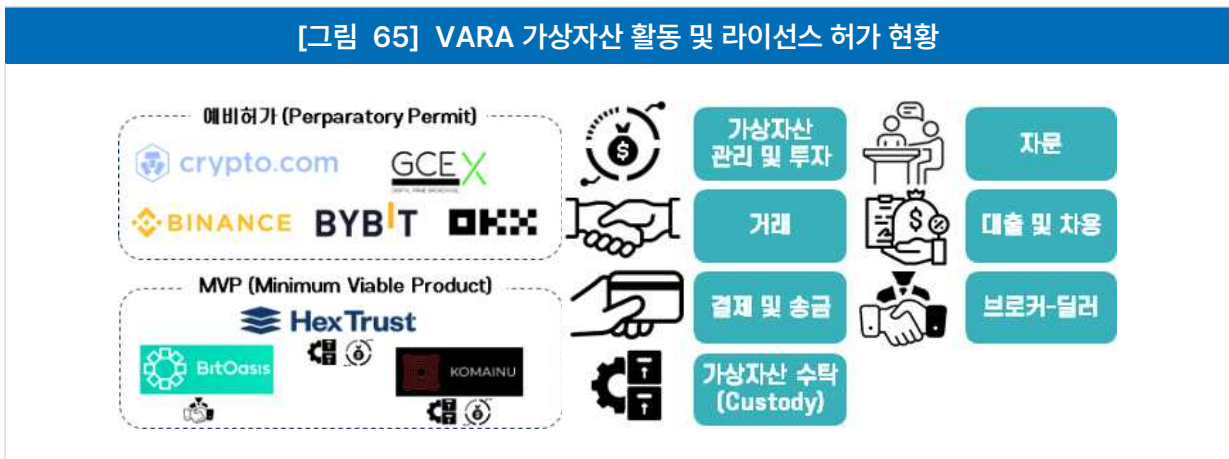 [그림 65] VARA 가상자산 활동 및 라이선스 허가 현황
예비허가 (Perparatory Permit)
crypto.com
GCEX
BINANCE
BYBIT
OKX
MVP (Minimum Viable Product)
HexTrust
BitOasis
KOMAINU
가상자산
관리 및 투자
자문
거래
대출 및 차용
결제 및 송금
브로커-딜러
가상자산 수탁
(Custody)